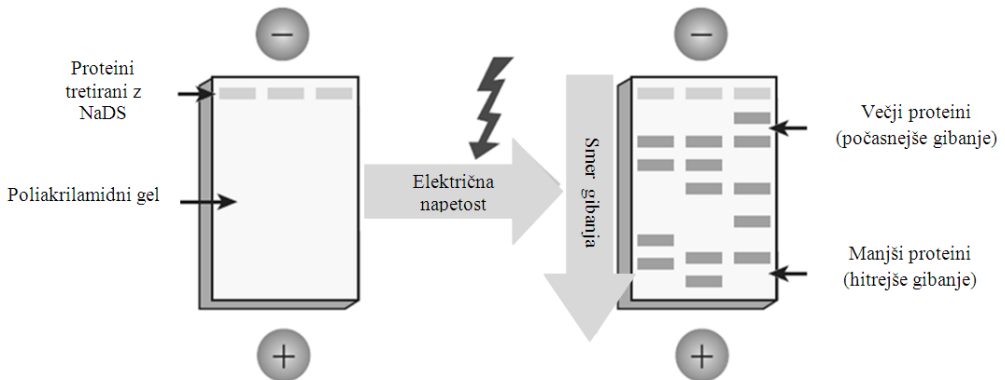 −
−
Proteini
tretirani z
NaDS
Poliakrilamidni gel
Električna
napetost
Smer gibanja
Večji proteini
(počasnejše gibanje)
Manjši proteini
(hitrejše gibanje)
+
+